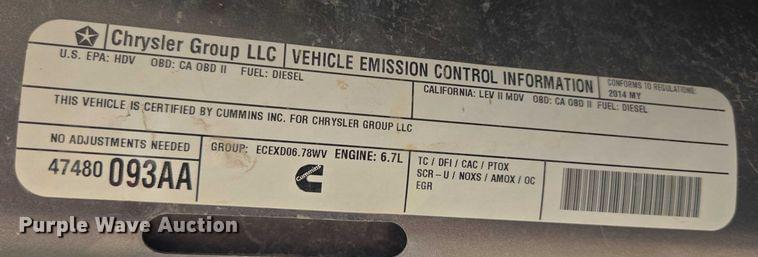 Chrysler Group LLC
VEHICLE EMISSION CONTROL INFORMATION
CONFORMS TO REGULATIONS:
2014 MY
U.S. EPA: HDV OBD: CA OBD II FUEL: DIESEL
CALIFORNIA: LEV II MDV OBD: CA OBD II FUEL: DIESEL
THIS VEHICLE IS CERTIFIED BY CUMMINS INC. FOR CHRYSLER GROUP LLC
NO ADJUSTMENTS NEEDED
47480 093AA
GROUP: ECEXD06.78WV ENGINE: 6.7L
Cummins
TC / DFI / CAC / PTOX
SCR - U / NOXS / AMOX / OC
EGR
Purple Wave Auction